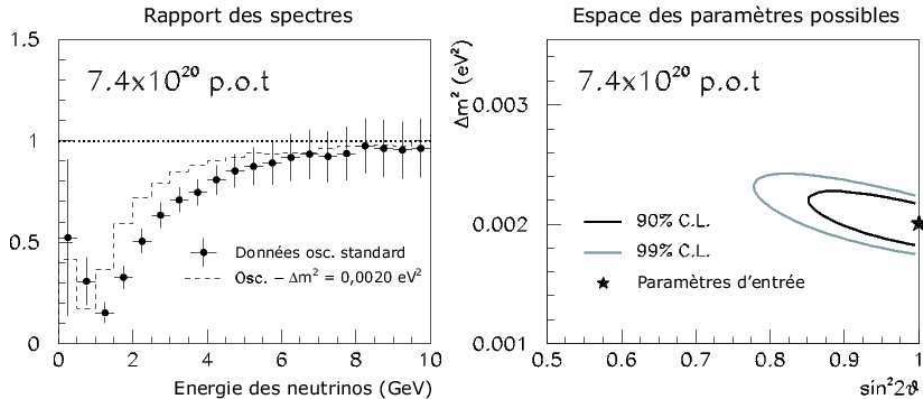 Rapport des spectres
1.5
7.4x10²⁰ p.o.t
1
0.5
0
Données osc. standard
Osc. – Δm² = 0,0020 eV²
0 2 4 6 8 10
Energie des neutrinos (GeV)
Espace des paramètres possibles
Δm² (eV²)
7.4x10²⁰ p.o.t
0.003
0.002
0.001
90% C.L.
99% C.L.
Paramètres d'entrée
0.5 0.6 0.7 0.8 0.9 1
sin²2ϑ